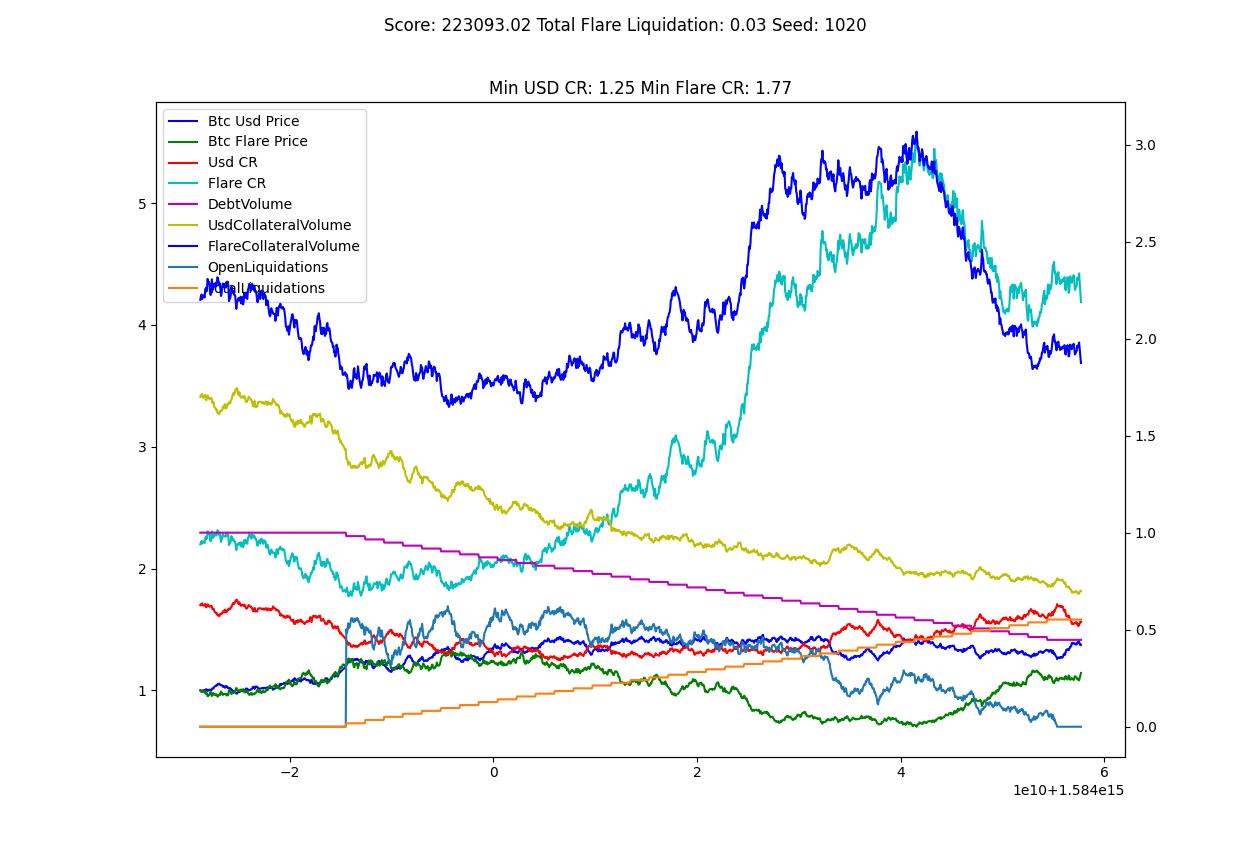 Score: 223093.02 Total Flare Liquidation: 0.03 Seed: 1020
Min USD CR: 1.25 Min Flare CR: 1.77
Btc Usd Price
Btc Flare Price
Usd CR
Flare CR
DebtVolume
UsdCollateralVolume
FlareCollateralVolume
OpenLiquidations
TotalLiquidations
5
4
3
2
1
3.0
2.5
2.0
1.5
1.0
0.5
0.0
−2 0 2 4 6
1e10+1.584e15